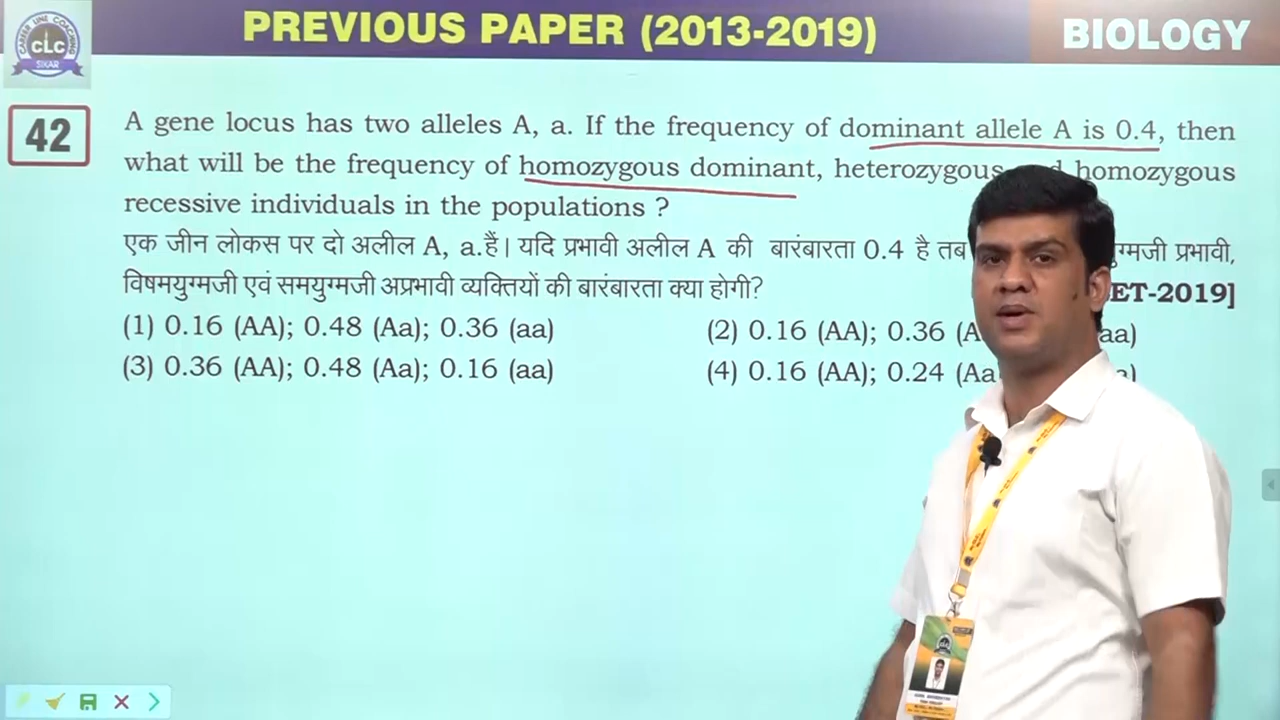 PREVIOUS PAPER (2013-2019)
BIOLOGY
CLC
SIKAR
42
A gene locus has two alleles A, a. If the frequency of dominant allele A is 0.4, then
what will be the frequency of homozygous dominant, heterozygous homozygous
recessive individuals in the populations ?
एक जीन लोकस पर दो अलील A, a.हैं। यदि प्रभावी अलील A की बारंबारता 0.4 है तब प्रभावी,
विषमयुग्मजी एवं समयुग्मजी अप्रभावी व्यक्तियों की बारंबारता क्या होगी?
ET-2019]
(1) 0.16 (AA); 0.48 (Aa); 0.36 (aa)
(2) 0.16 (AA); 0.36 (A aa)
(3) 0.36 (AA); 0.48 (Aa); 0.16 (aa)
(4) 0.16 (AA); 0.24 (Aa